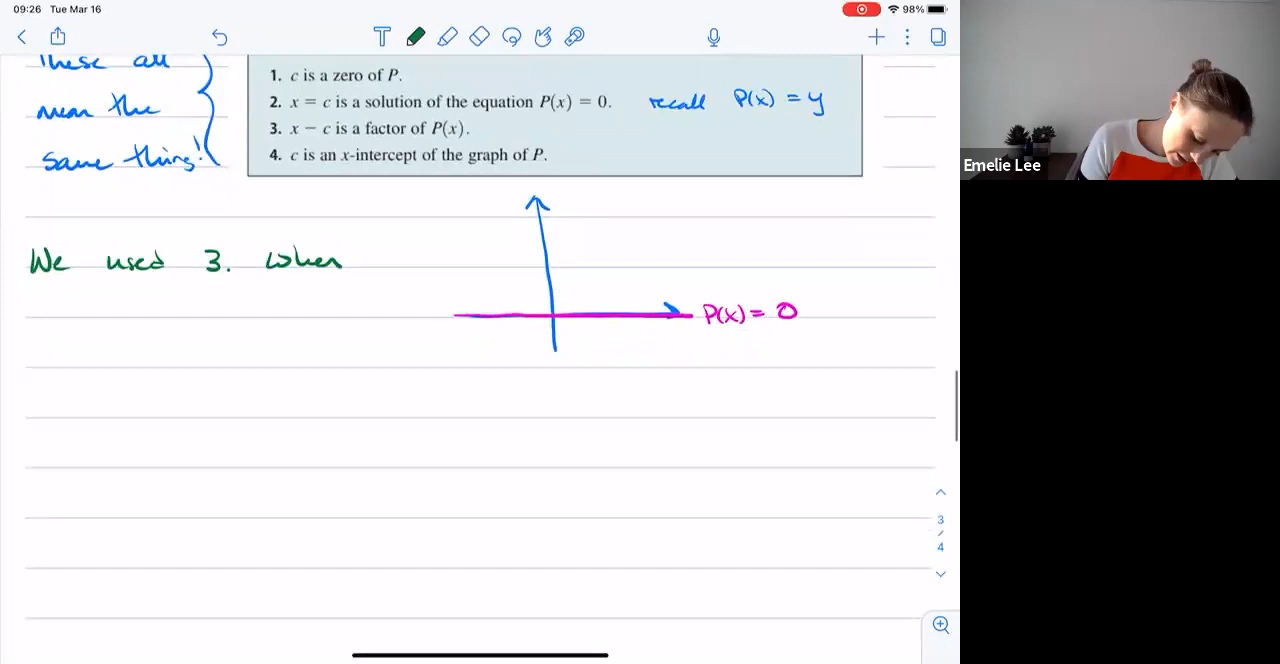 09:26 Tue Mar 16
98%
These all
mean the
same thing!
1. c is a zero of P.
2. x = c is a solution of the equation P(x) = 0.
recall P(x) = y
3. x − c is a factor of P(x).
4. c is an x-intercept of the graph of P.
Emelie Lee
We used 3. when
P(x) = 0
3
/
4